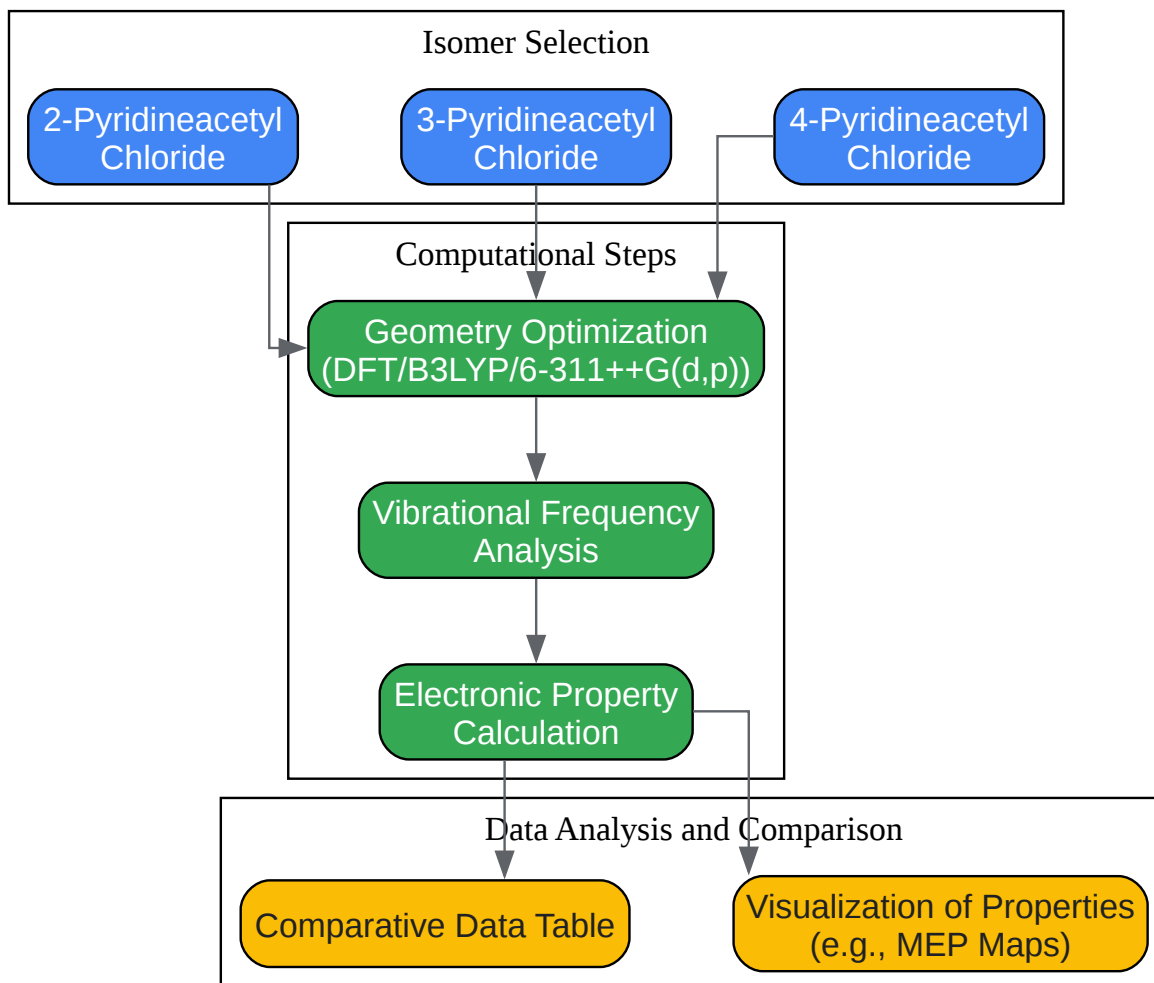 Isomer Selection
2-Pyridineacetyl
Chloride
3-Pyridineacetyl
Chloride
4-Pyridineacetyl
Chloride
Computational Steps
Geometry Optimization
(DFT/B3LYP/6-311++G(d,p))
Vibrational Frequency
Analysis
Electronic Property
Calculation
Data Analysis and Comparison
Comparative Data Table
Visualization of Properties
(e.g., MEP Maps)